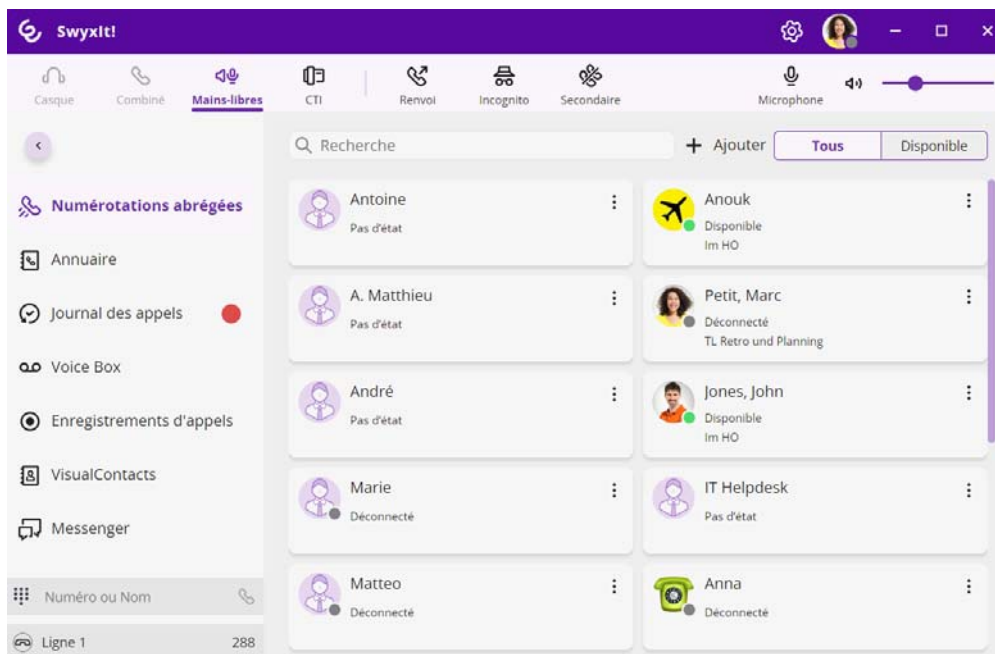 SwyxIt!
Casque
Combiné
Mains-libres
CTI
Renvoi
Incognito
Secondaire
Microphone
Recherche
Ajouter
Tous
Disponible
Numérotations abrégées
Annuaire
Journal des appels
Voice Box
Enregistrements d'appels
VisualContacts
Messenger
Numéro ou Nom
Ligne 1 288
Antoine
Pas d'état
Anouk
Disponible
Im HO
A. Matthieu
Pas d'état
Petit, Marc
Déconnecté
TL Retro und Planning
André
Pas d'état
Jones, John
Disponible
Im HO
Marie
Déconnecté
IT Helpdesk
Pas d'état
Matteo
Déconnecté
Anna
Déconnecté